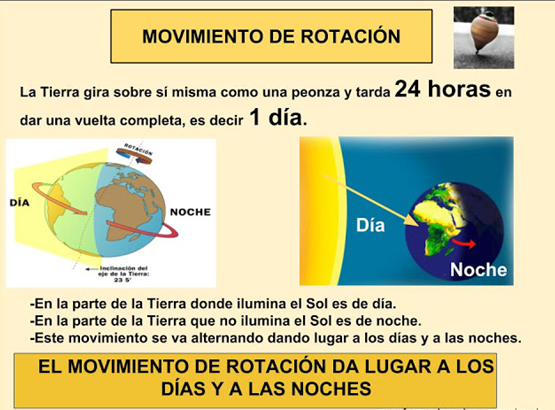 MOVIMIENTO DE ROTACIÓN
La Tierra gira sobre sí misma como una peonza y tarda 24 horas en
dar una vuelta completa, es decir 1 día.
ROTACIÓN
DÍA
NOCHE
Inclinación del
eje de la Tierra:
23 5'
Día
Noche
-En la parte de la Tierra donde ilumina el Sol es de día.
-En la parte de la Tierra que no ilumina el Sol es de noche.
-Este movimiento se va alternando dando lugar a los días y a las noches.
EL MOVIMIENTO DE ROTACIÓN DA LUGAR A LOS
DÍAS Y A LAS NOCHES